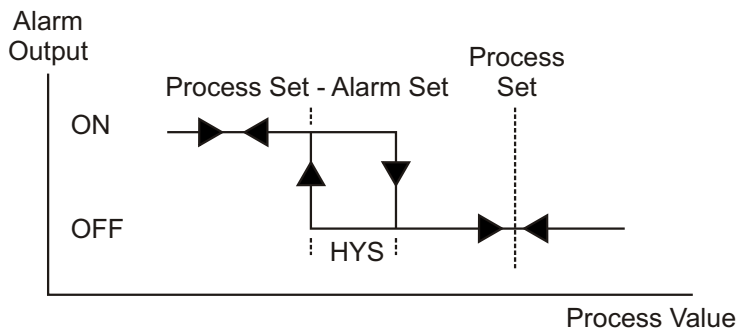 Alarm
Output
Process
Set
Process Set - Alarm Set
ON
OFF
HYS
Process Value